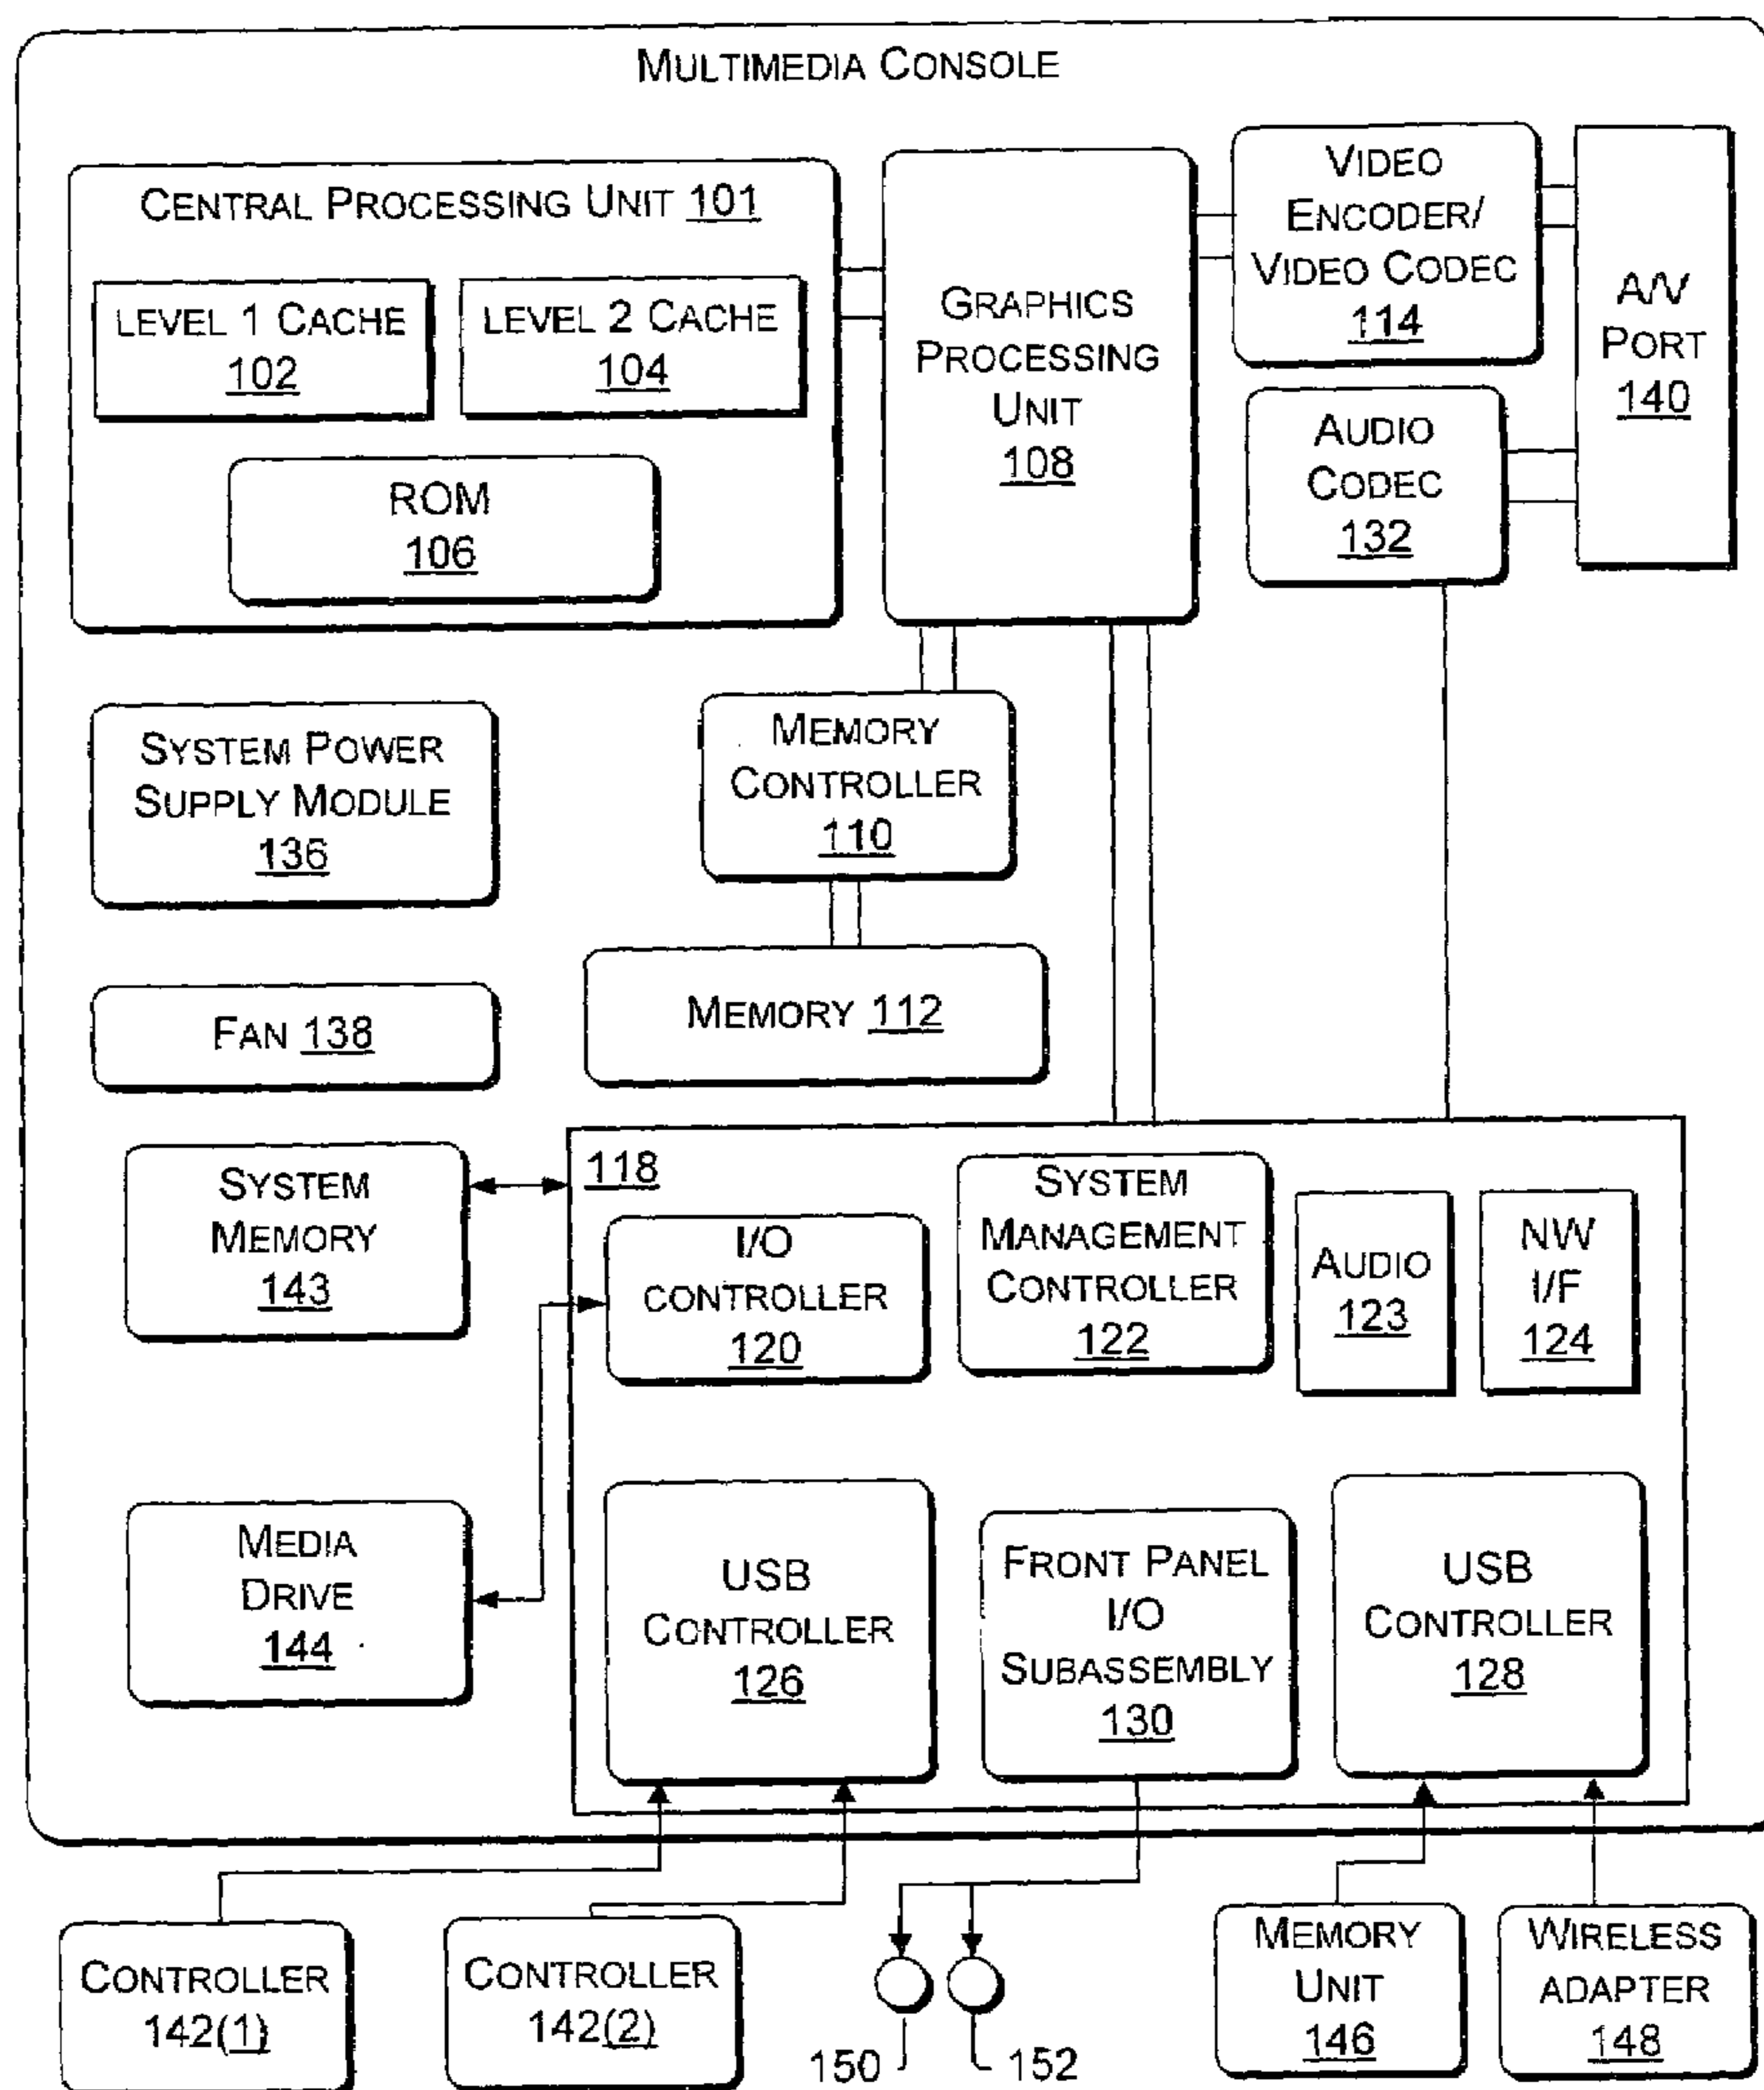 MULTIMEDIA CONSOLE
CENTRAL PROCESSING UNIT 101
LEVEL 1 CACHE
102
LEVEL 2 CACHE
104
ROM
106
GRAPHICS
PROCESSING
UNIT
108
VIDEO
ENCODER/
VIDEO CODEC
114
A/V
PORT
140
AUDIO
CODEC
132
SYSTEM POWER
SUPPLY MODULE
136
MEMORY
CONTROLLER
110
FAN 138
MEMORY 112
SYSTEM
MEMORY
143
118
I/O
CONTROLLER
120
SYSTEM
MANAGEMENT
CONTROLLER
122
AUDIO
123
NW
I/F
124
MEDIA
DRIVE
144
USB
CONTROLLER
126
FRONT PANEL
I/O
SUBASSEMBLY
130
USB
CONTROLLER
128
CONTROLLER
142(1)
CONTROLLER
142(2)
150
152
MEMORY
UNIT
146
WIRELESS
ADAPTER
148